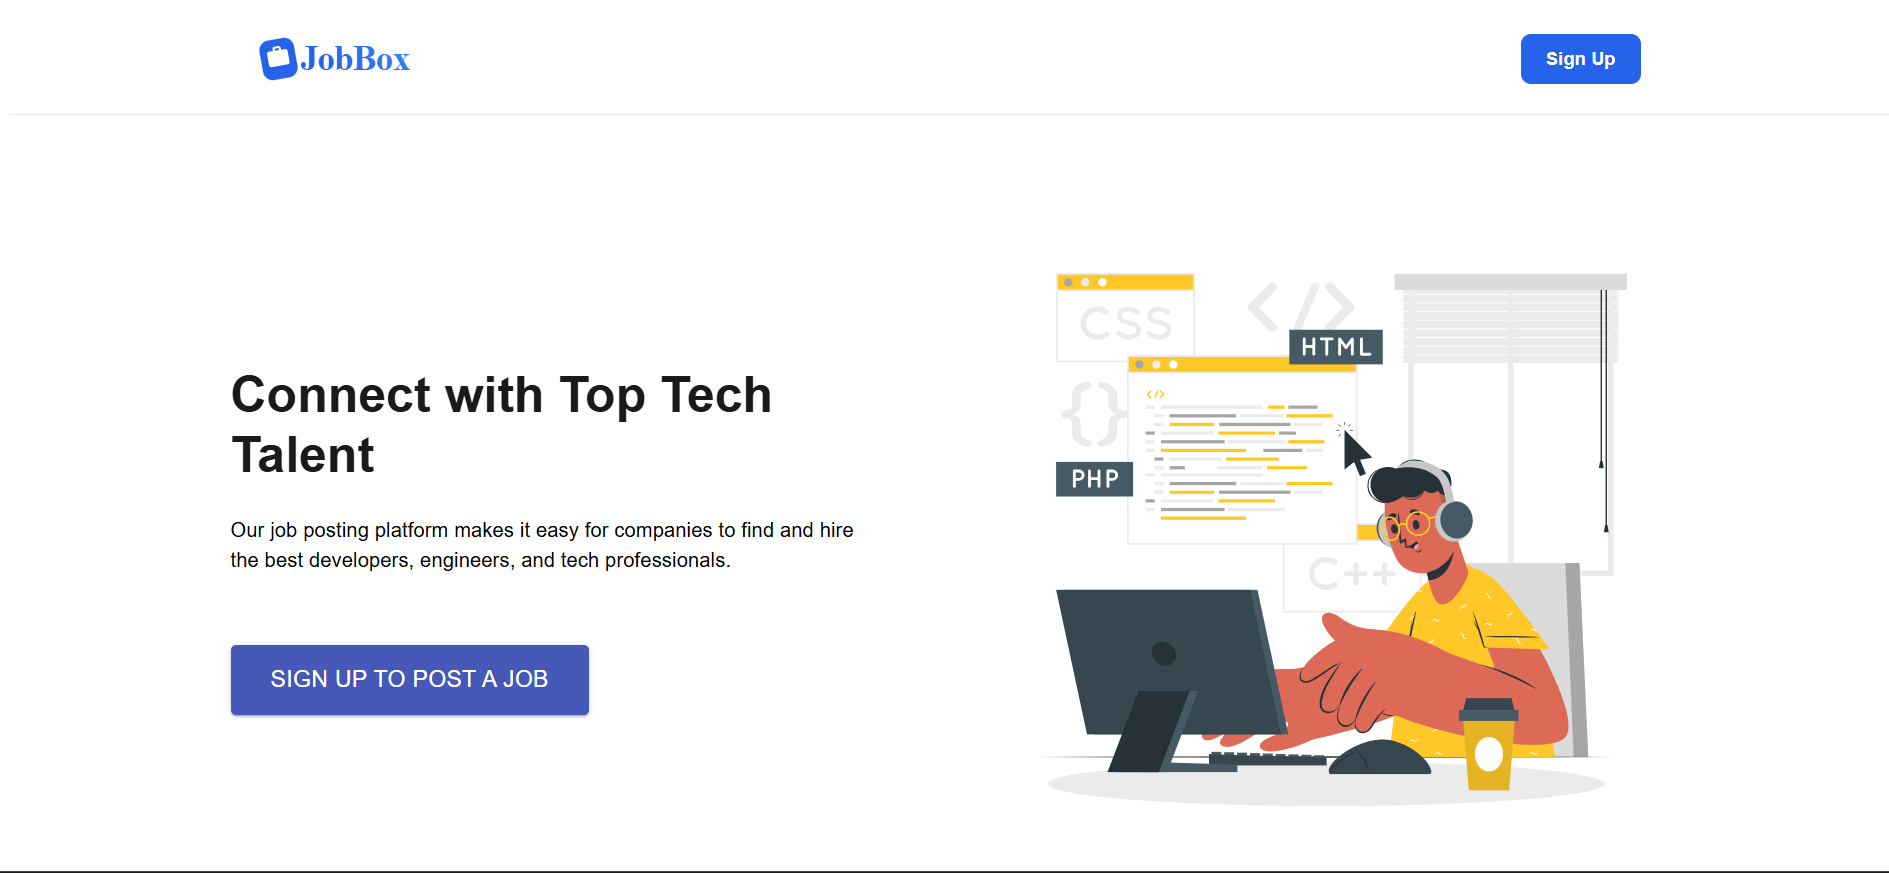 JobBox
Sign Up
Connect with Top Tech
Talent
Our job posting platform makes it easy for companies to find and hire
the best developers, engineers, and tech professionals.
SIGN UP TO POST A JOB
CSS
</>
HTML
</>
{}
PHP
C++